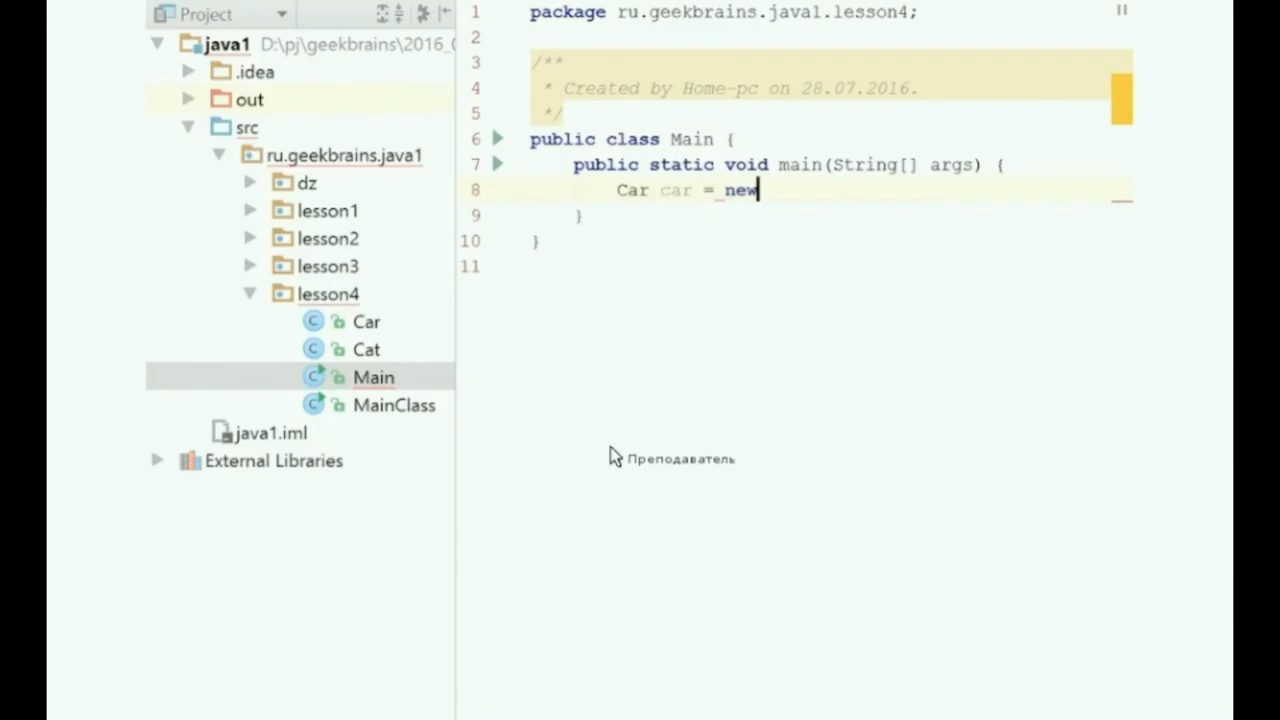 Project
java1 D:\pj\geekbrains\2016_
.idea
out
src
ru.geekbrains.java1
dz
lesson1
lesson2
lesson3
lesson4
Car
Cat
Main
MainClass
java1.iml
External Libraries
1 package ru.geekbrains.java1.lesson4;
2
3 /**
4 * Created by Home-pc on 28.07.2016.
5 */
6 public class Main {
7 public static void main(String[] args) {
8 Car car = new
9 }
10 }
11
Преподаватель